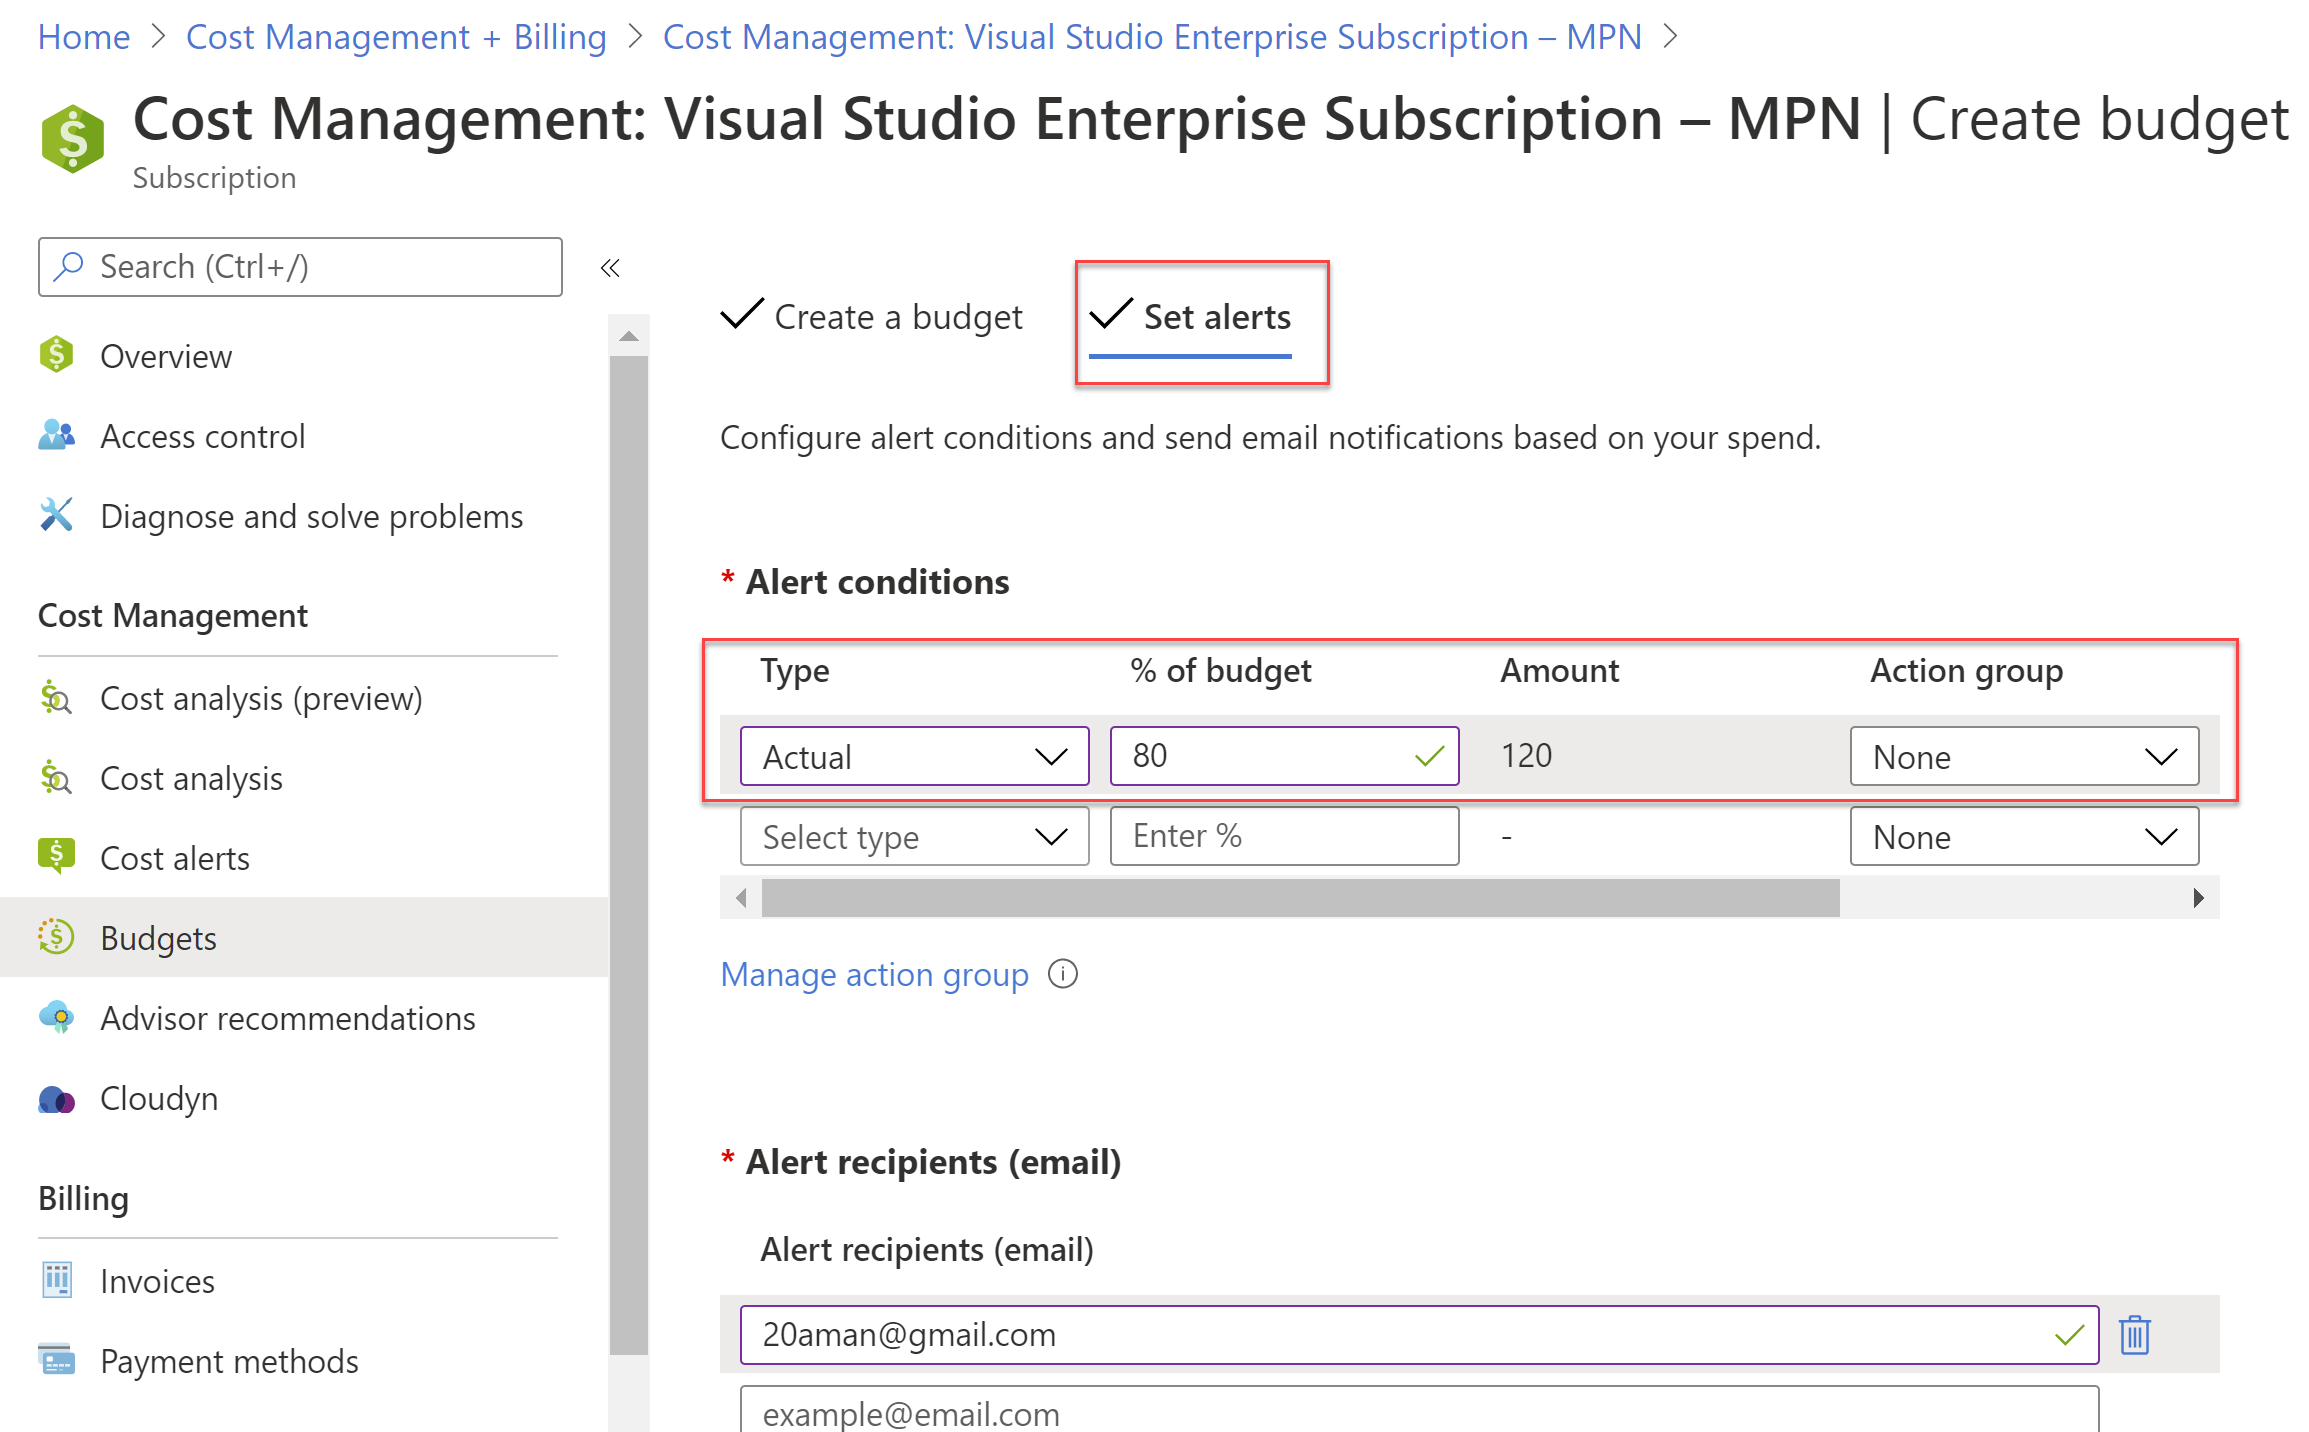 Home > Cost Management + Billing > Cost Management: Visual Studio Enterprise Subscription – MPN >
Cost Management: Visual Studio Enterprise Subscription – MPN | Create budget
Subscription
Search (Ctrl+/)
«
Overview
Access control
Diagnose and solve problems
Cost Management
Cost analysis (preview)
Cost analysis
Cost alerts
Budgets
Advisor recommendations
Cloudyn
Billing
Invoices
Payment methods
Create a budget
Set alerts
Configure alert conditions and send email notifications based on your spend.
* Alert conditions
Type % of budget Amount Action group
Actual 80 120 None
Select type Enter % - None
Manage action group
* Alert recipients (email)
Alert recipients (email)
20aman@gmail.com
example@email.com